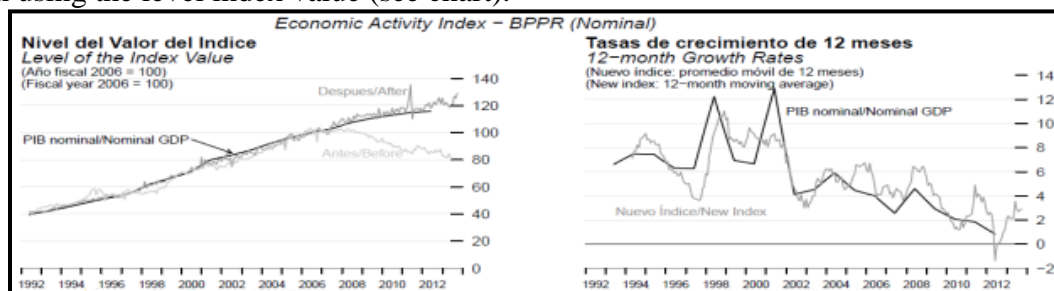 using the level index value (see chart).
Economic Activity Index − BPPR (Nominal)
Nivel del Valor del Indice
Level of the Index Value
(Año fiscal 2006 = 100)
(Fiscal year 2006 = 100)
Despues/After
PIB nominal/Nominal GDP
Antes/Before
140
120
100
80
60
40
20
0
1992 1994 1996 1998 2000 2002 2004 2006 2008 2010 2012
Tasas de crecimiento de 12 meses
12−month Growth Rates
(Nuevo índice: promedio móvil de 12 meses)
(New index: 12−month moving average)
PIB nominal/Nominal GDP
Nuevo Índice/New Index
14
12
10
8
6
4
2
0
−2
1992 1994 1996 1998 2000 2002 2004 2006 2008 2010 2012